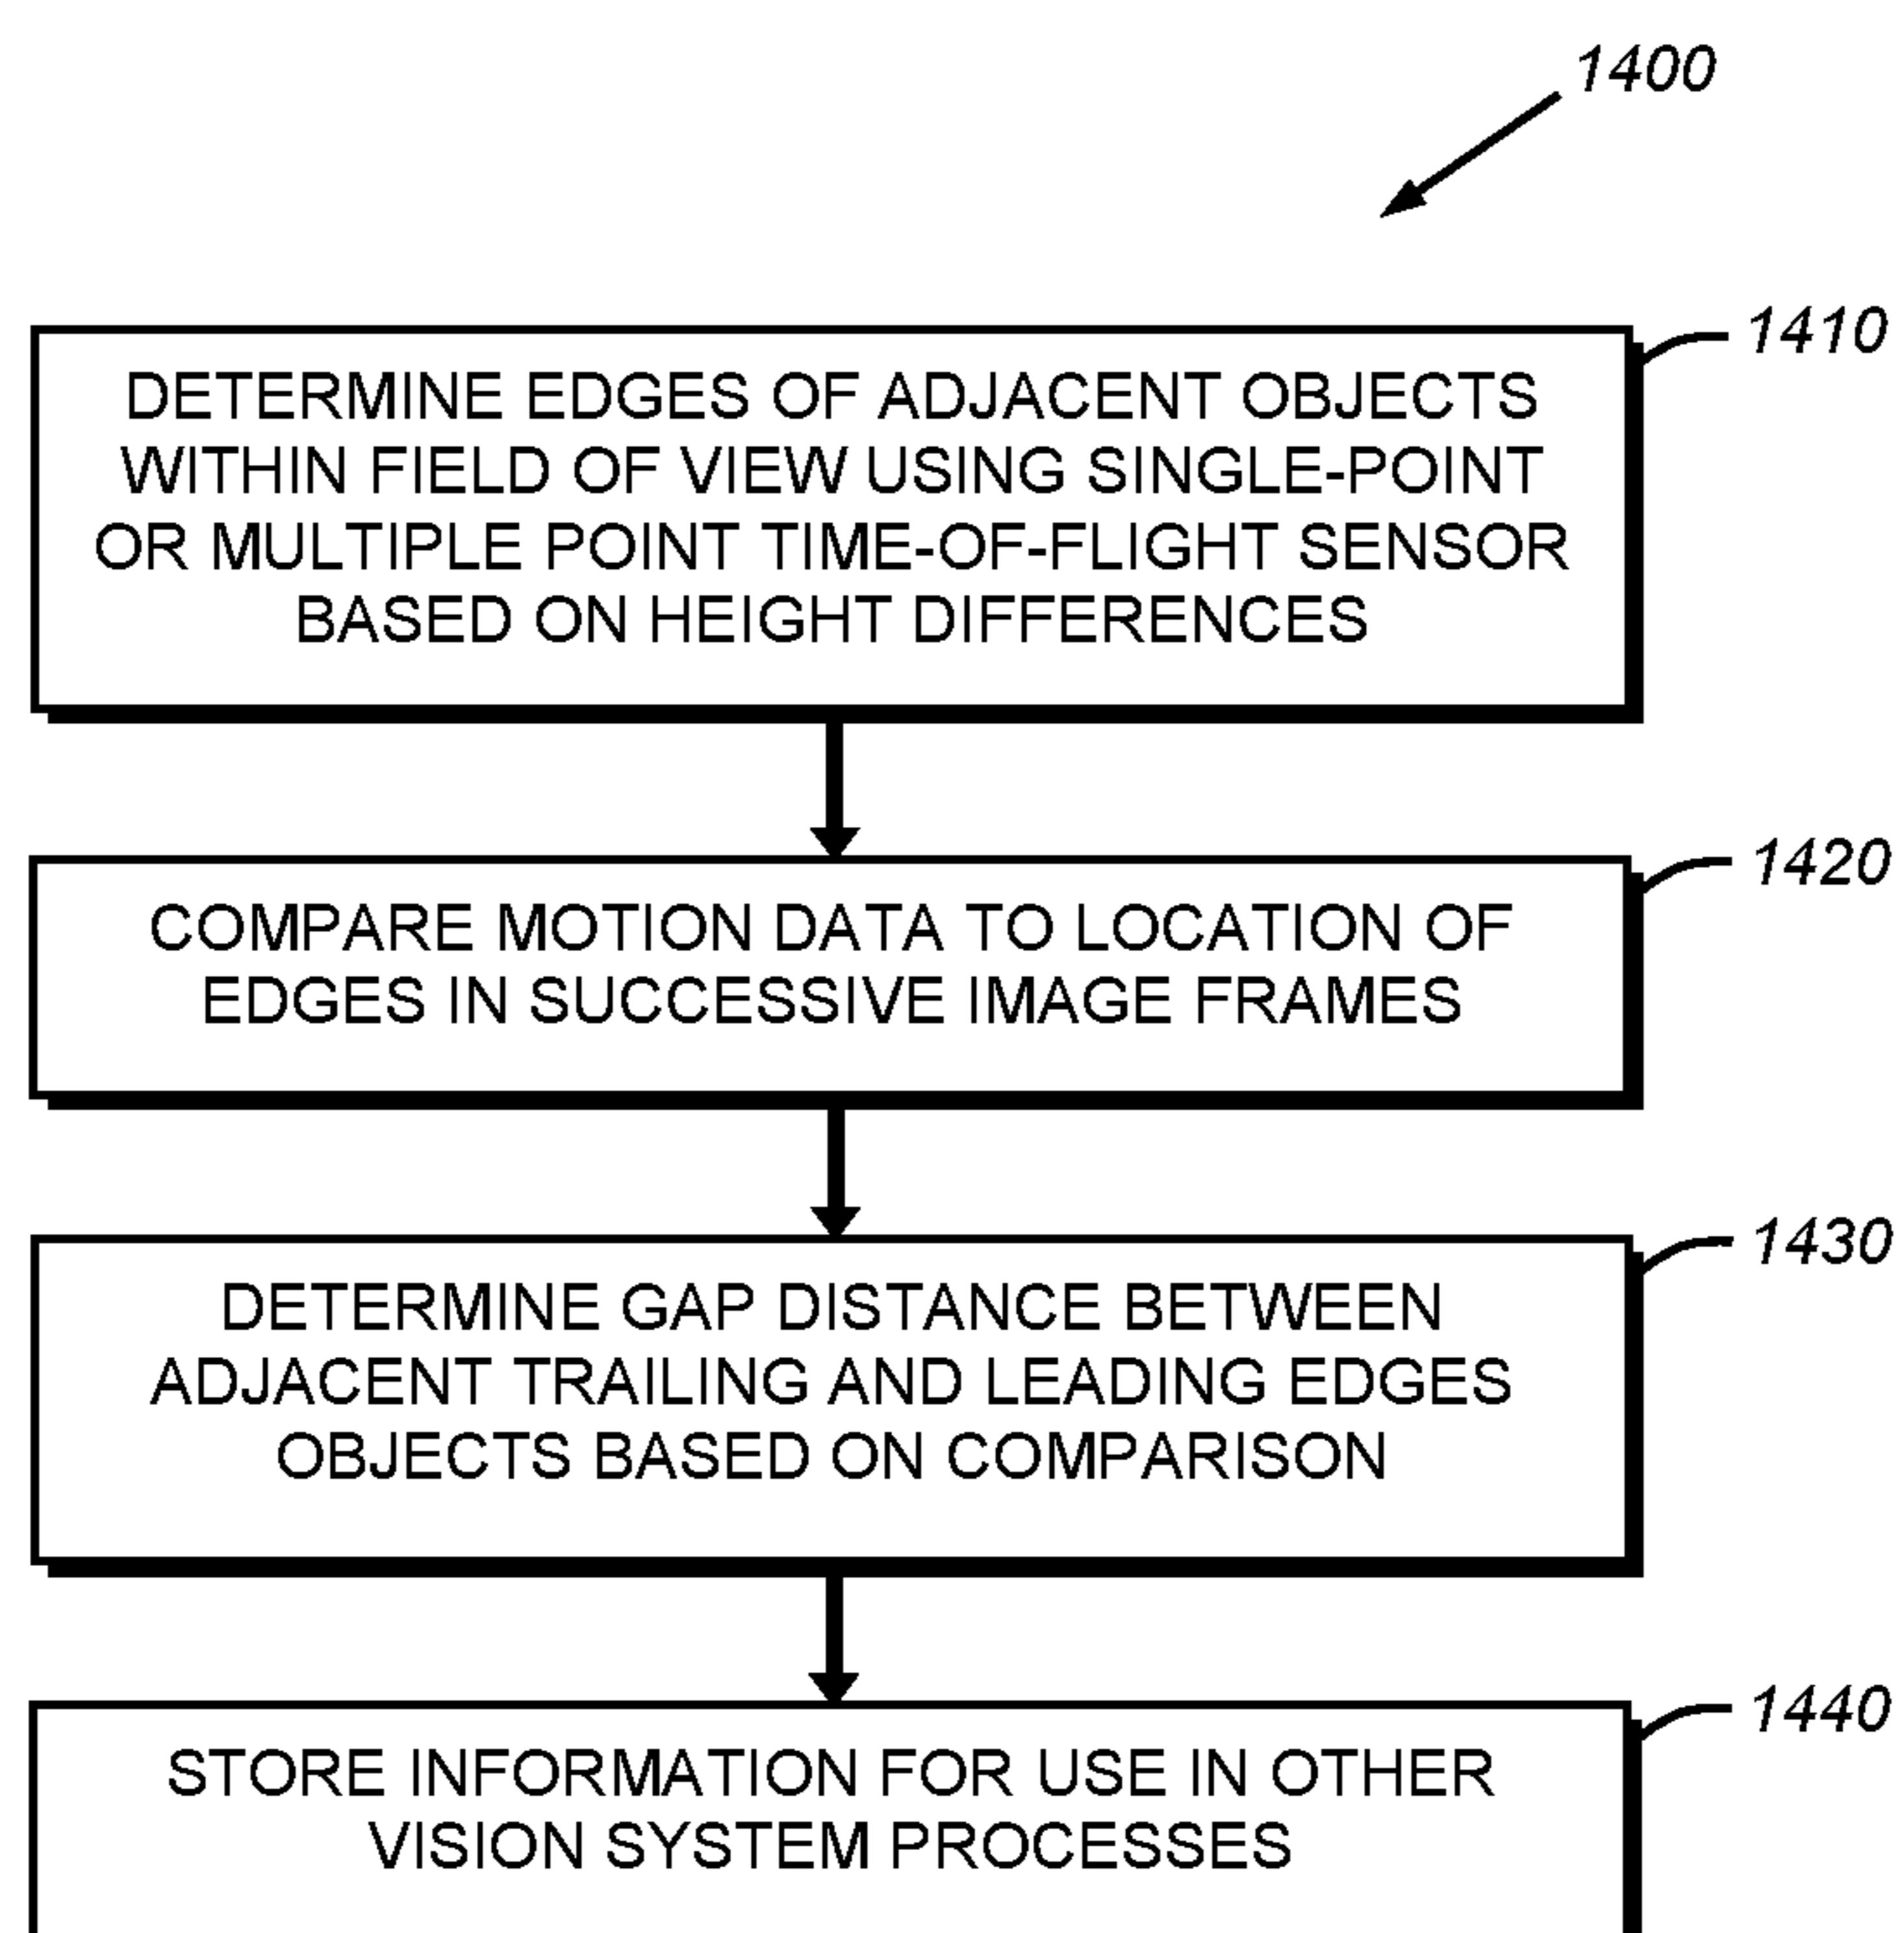 1400
1410
DETERMINE EDGES OF ADJACENT OBJECTS
WITHIN FIELD OF VIEW USING SINGLE-POINT
OR MULTIPLE POINT TIME-OF-FLIGHT SENSOR
BASED ON HEIGHT DIFFERENCES
1420
COMPARE MOTION DATA TO LOCATION OF
EDGES IN SUCCESSIVE IMAGE FRAMES
1430
DETERMINE GAP DISTANCE BETWEEN
ADJACENT TRAILING AND LEADING EDGES
OBJECTS BASED ON COMPARISON
1440
STORE INFORMATION FOR USE IN OTHER
VISION SYSTEM PROCESSES